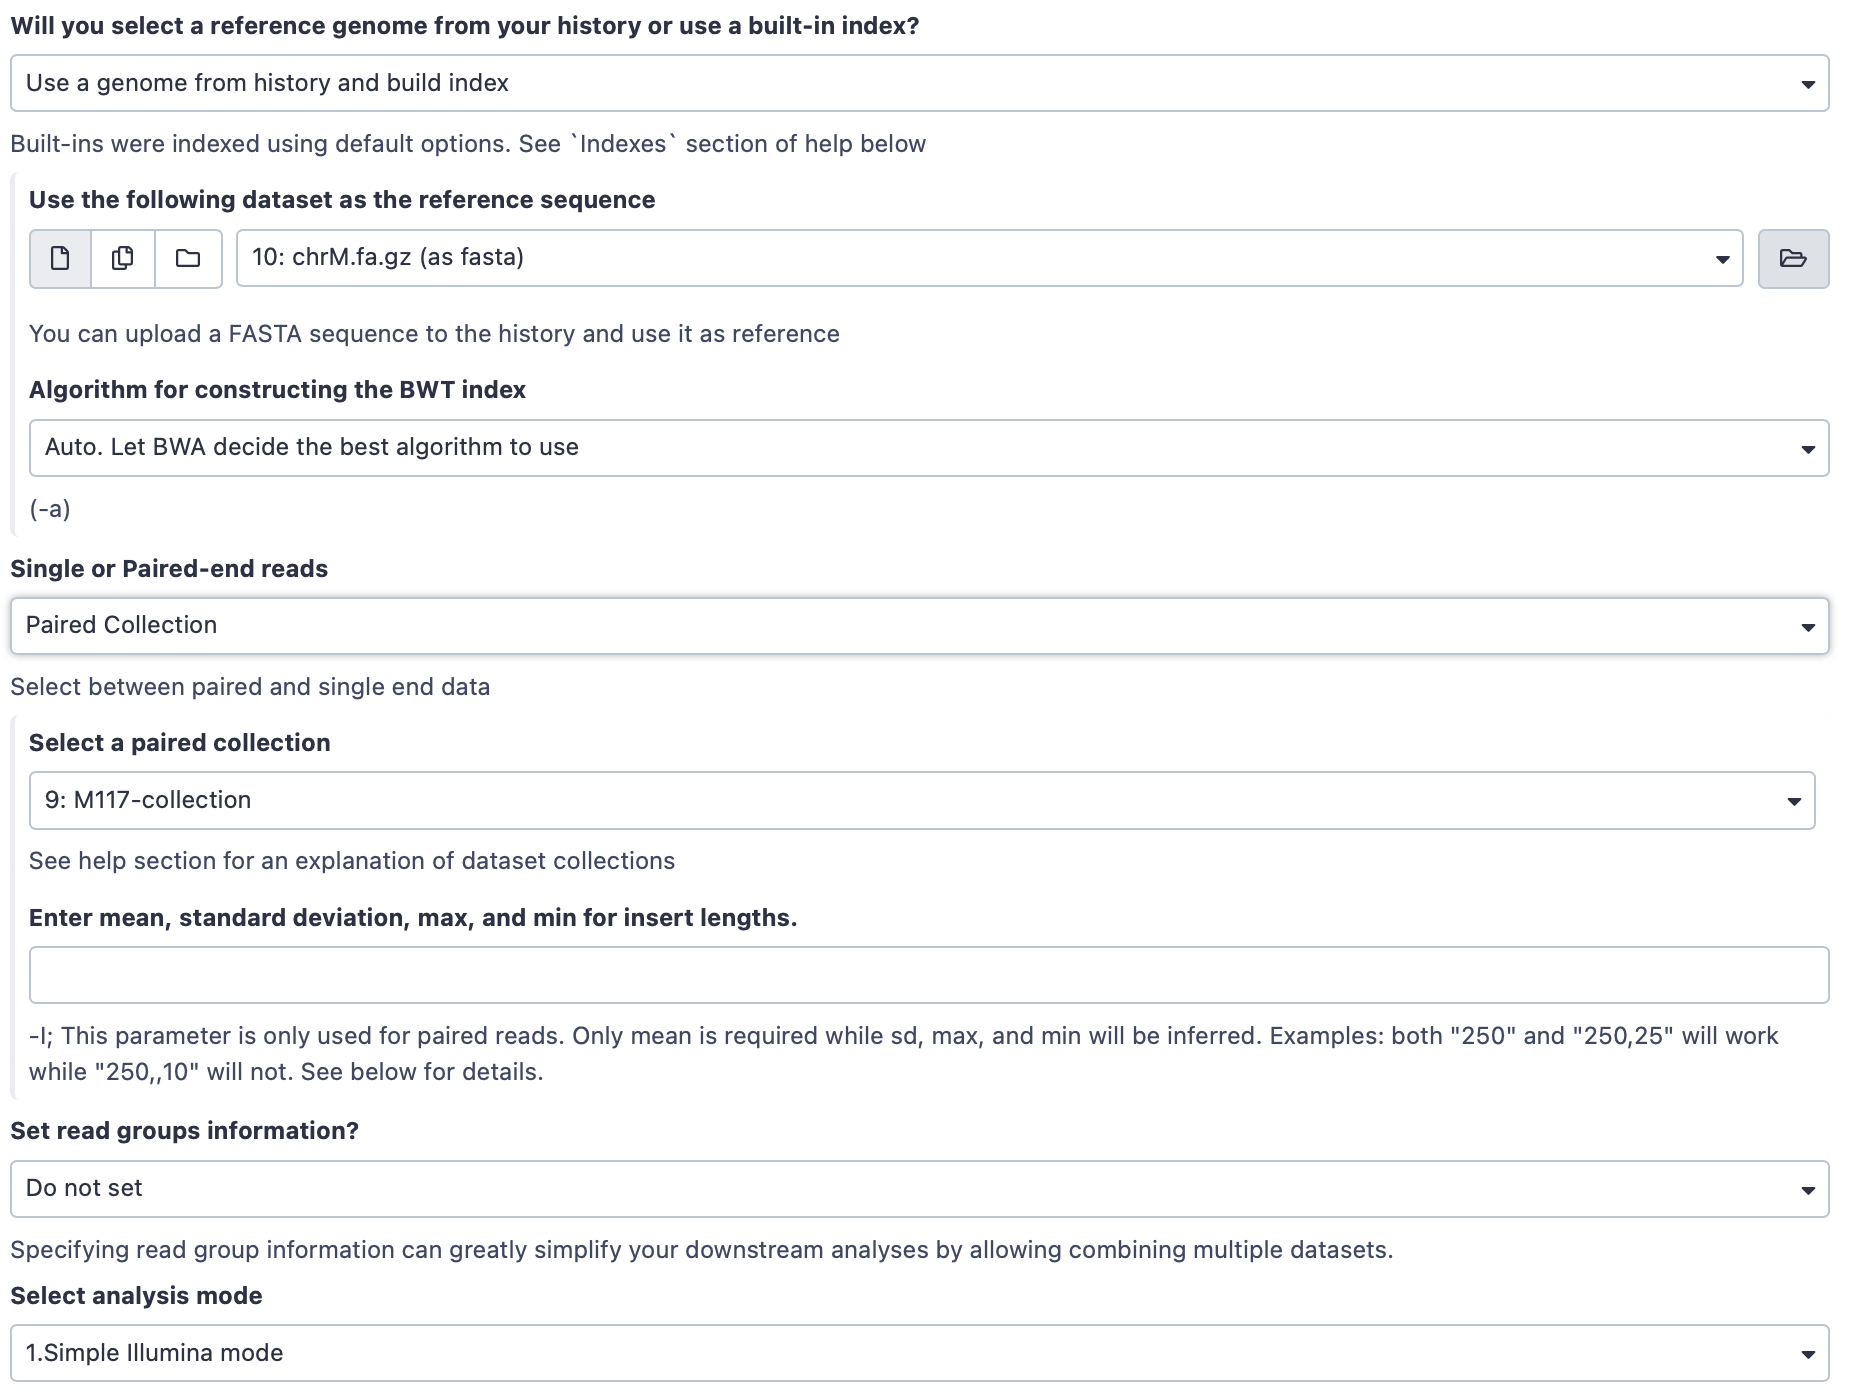 Will you select a reference genome from your history or use a built-in index?
Use a genome from history and build index
Built-ins were indexed using default options. See `Indexes` section of help below
Use the following dataset as the reference sequence
10: chrM.fa.gz (as fasta)
You can upload a FASTA sequence to the history and use it as reference
Algorithm for constructing the BWT index
Auto. Let BWA decide the best algorithm to use
(-a)
Single or Paired-end reads
Paired Collection
Select between paired and single end data
Select a paired collection
9: M117-collection
See help section for an explanation of dataset collections
Enter mean, standard deviation, max, and min for insert lengths.
-I; This parameter is only used for paired reads. Only mean is required while sd, max, and min will be inferred. Examples: both "250" and "250,25" will work
while "250,,10" will not. See below for details.
Set read groups information?
Do not set
Specifying read group information can greatly simplify your downstream analyses by allowing combining multiple datasets.
Select analysis mode
1.Simple Illumina mode